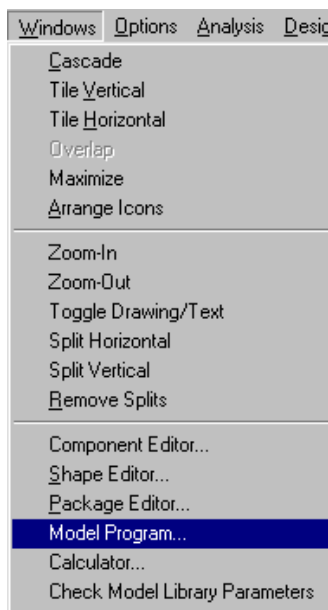 Windows Options Analysis Desig
Cascade
Tile Vertical
Tile Horizontal
Overlap
Maximize
Arrange Icons
Zoom-In
Zoom-Out
Toggle Drawing/Text
Split Horizontal
Split Vertical
Remove Splits
Component Editor...
Shape Editor...
Package Editor...
Model Program...
Calculator...
Check Model Library Parameters